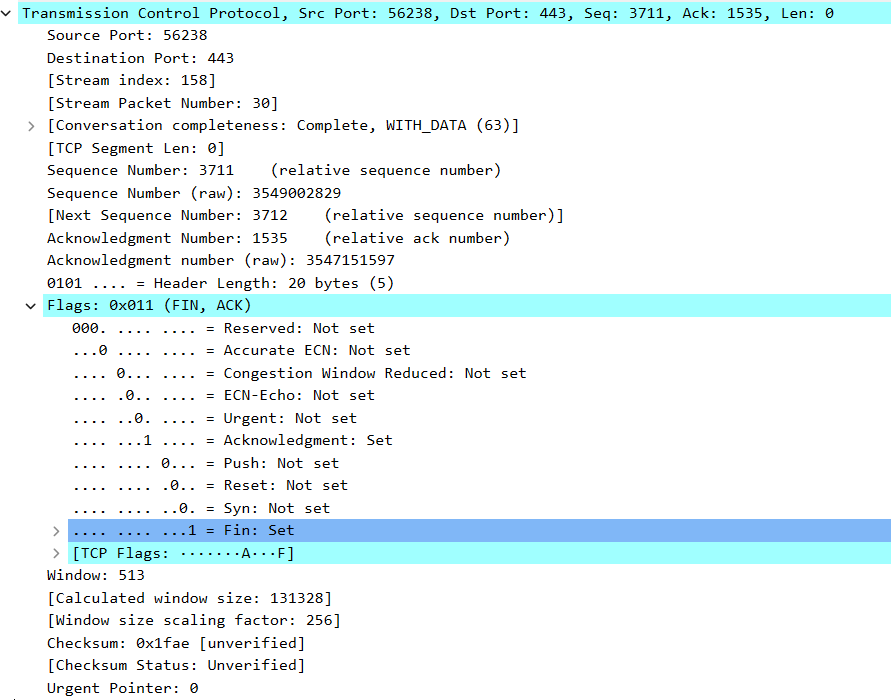 Transmission Control Protocol, Src Port: 56238, Dst Port: 443, Seq: 3711, Ack: 1535, Len: 0
Source Port: 56238
Destination Port: 443
[Stream index: 158]
[Stream Packet Number: 30]
[Conversation completeness: Complete, WITH_DATA (63)]
[TCP Segment Len: 0]
Sequence Number: 3711    (relative sequence number)
Sequence Number (raw): 3549002829
[Next Sequence Number: 3712    (relative sequence number)]
Acknowledgment Number: 1535    (relative ack number)
Acknowledgment number (raw): 3547151597
0101 .... = Header Length: 20 bytes (5)
Flags: 0x011 (FIN, ACK)
000. .... .... = Reserved: Not set
...0 .... .... = Accurate ECN: Not set
.... 0... .... = Congestion Window Reduced: Not set
.... .0.. .... = ECN-Echo: Not set
.... ..0. .... = Urgent: Not set
.... ...1 .... = Acknowledgment: Set
.... .... 0... = Push: Not set
.... .... .0.. = Reset: Not set
.... .... ..0. = Syn: Not set
.... .... ...1 = Fin: Set
[TCP Flags: ·······A···F]
Window: 513
[Calculated window size: 131328]
[Window size scaling factor: 256]
Checksum: 0x1fae [unverified]
[Checksum Status: Unverified]
Urgent Pointer: 0